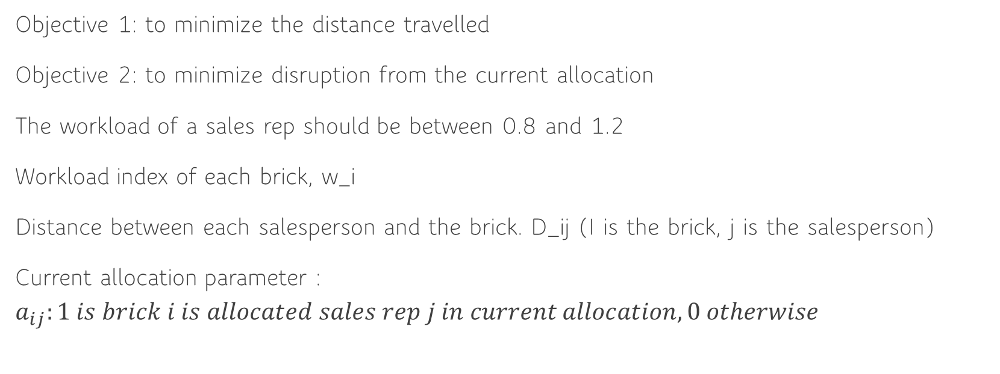 Objective 1: to minimize the distance travelled
Objective 2: to minimize disruption from the current allocation
The workload of a sales rep should be between 0.8 and 1.2
Workload index of each brick, w_i
Distance between each salesperson and the brick. D_ij (I is the brick, j is the salesperson)
Current allocation parameter :
a_ij: 1 is brick i is allocated sales rep j in current allocation, 0 otherwise